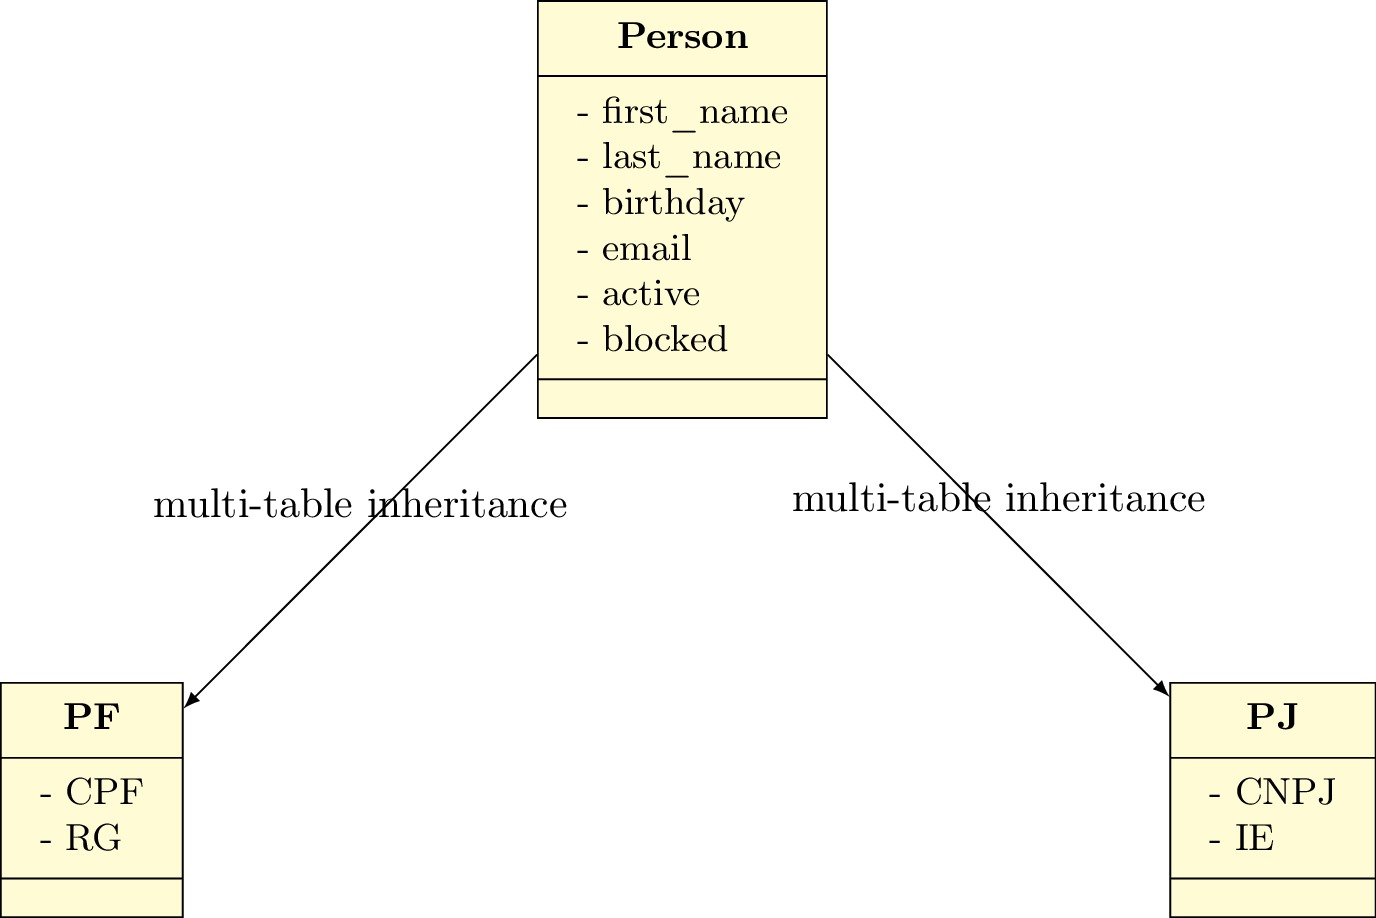 Person
- first_name
- last_name
- birthday
- email
- active
- blocked
multi-table inheritance
multi-table inheritance
PF
- CPF
- RG
PJ
- CNPJ
- IE